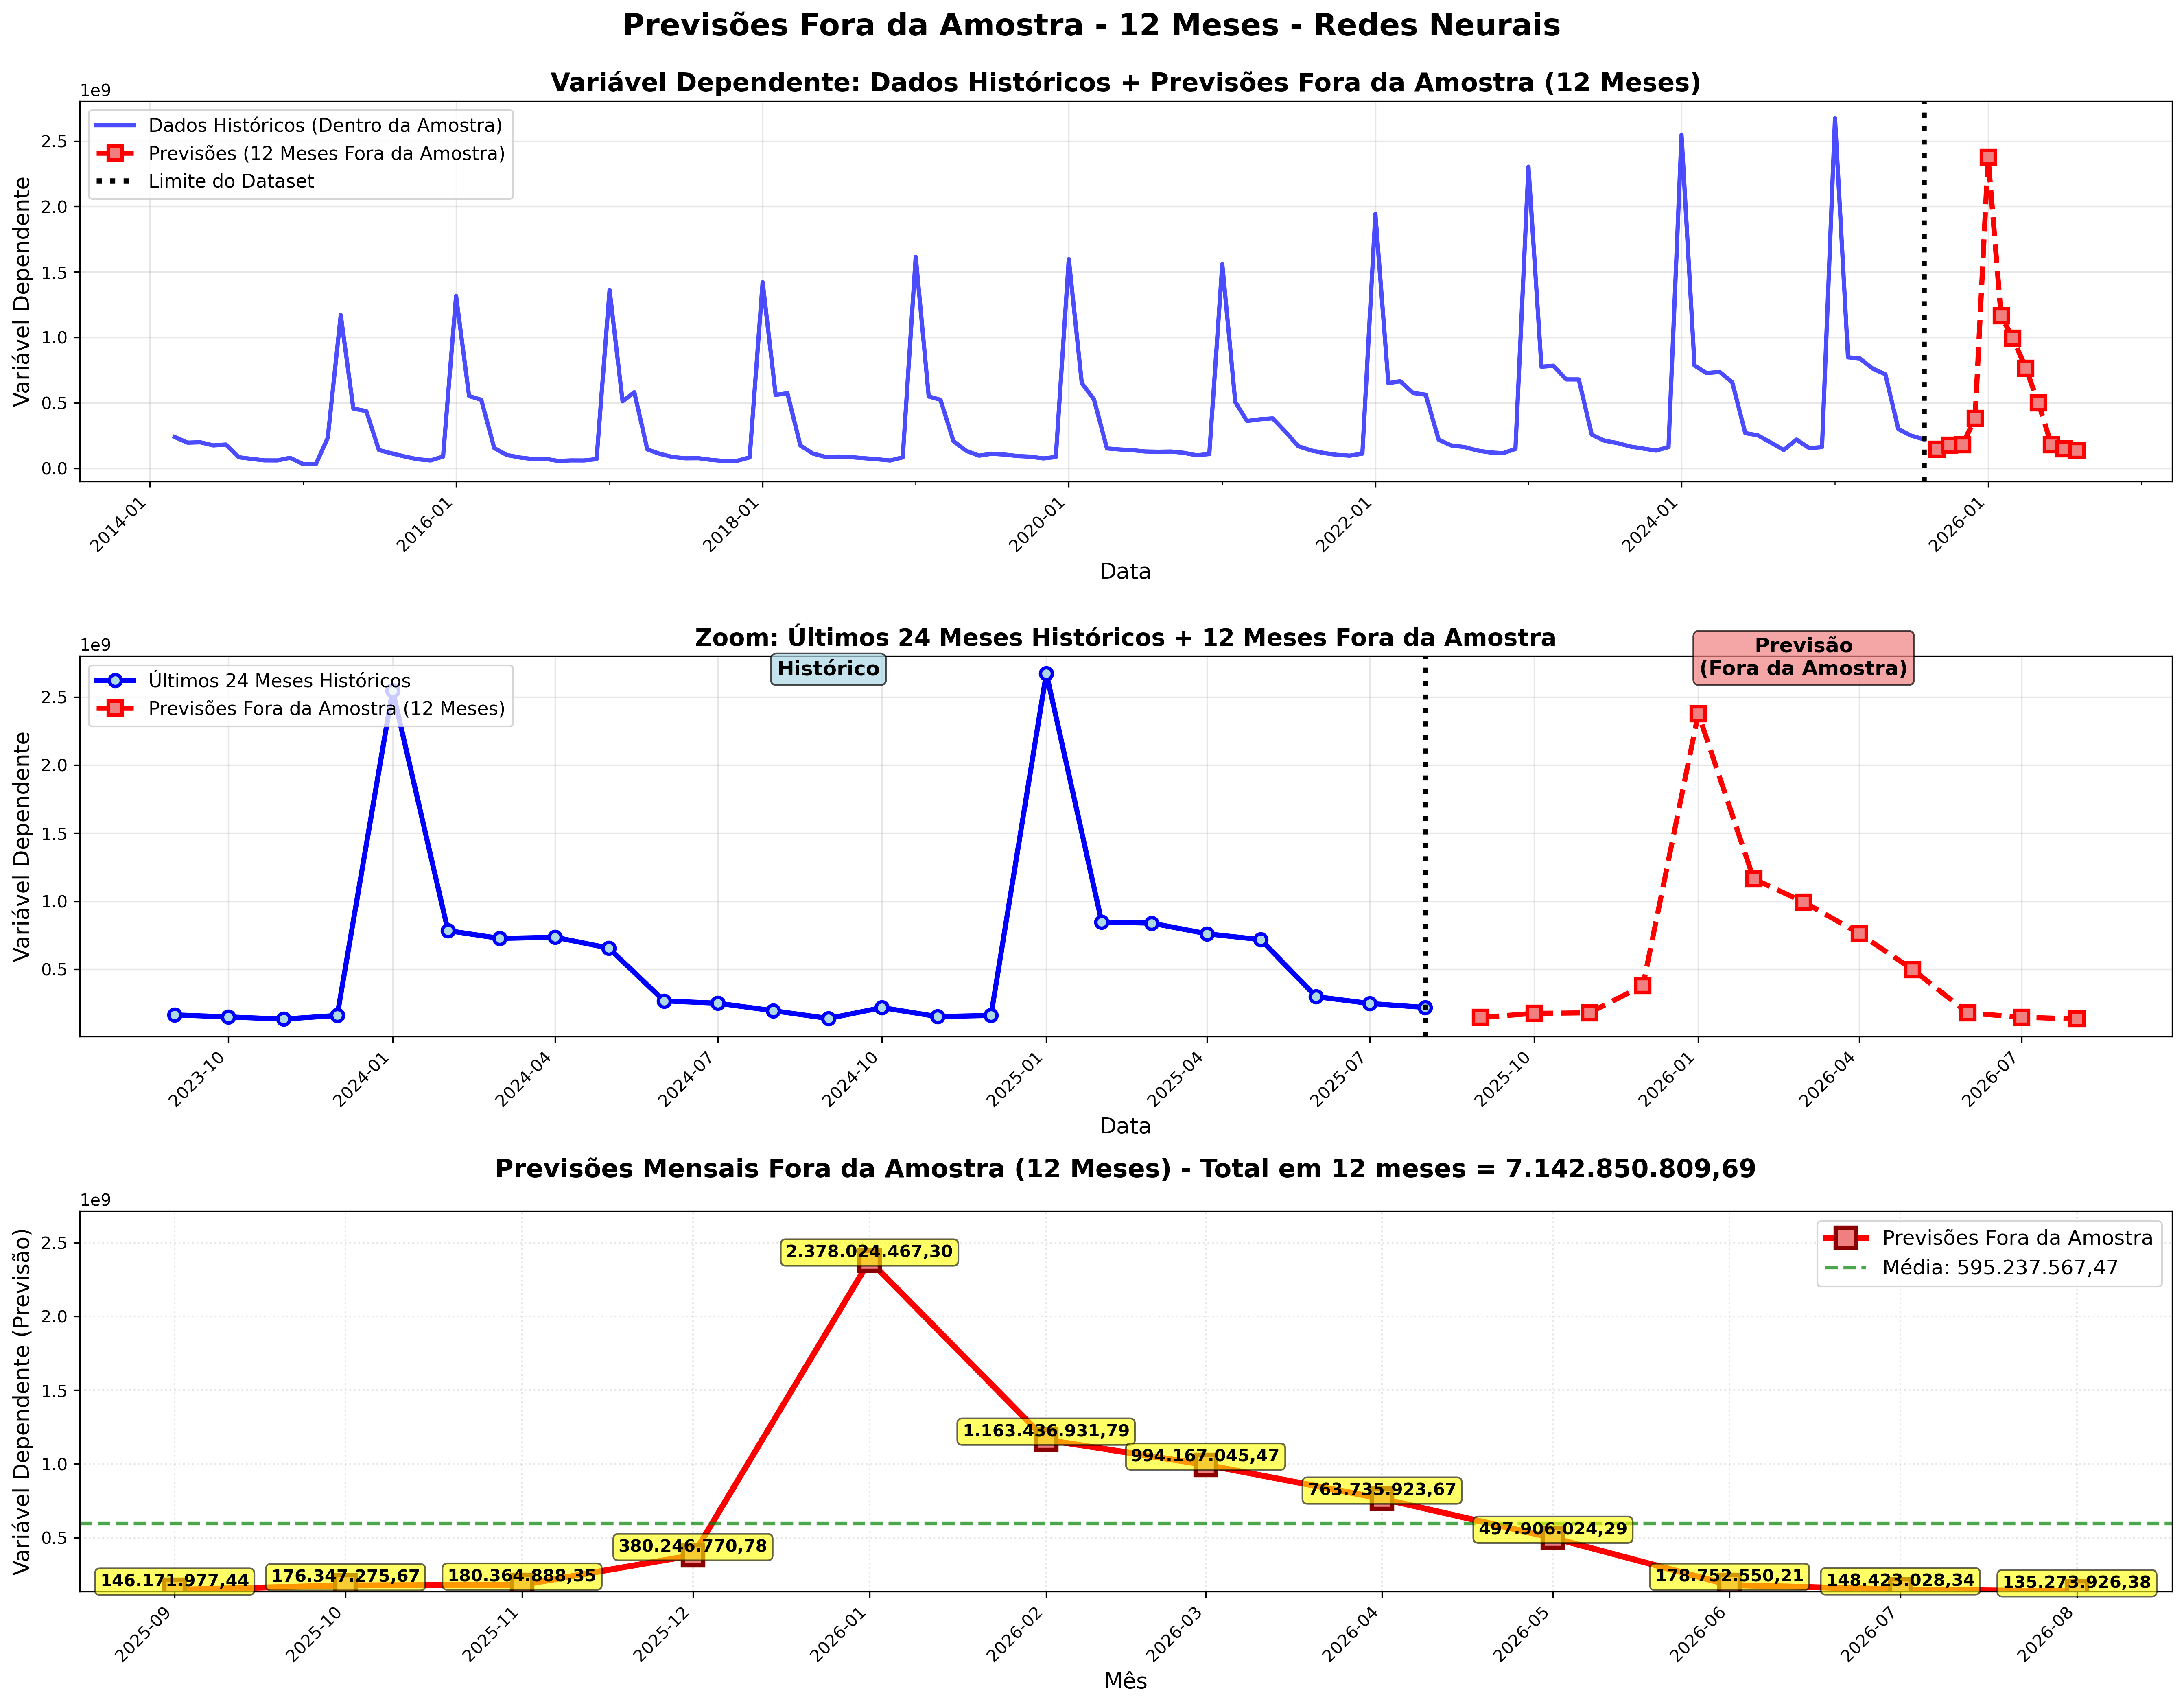 Previsões Fora da Amostra - 12 Meses - Redes Neurais
Variável Dependente: Dados Históricos + Previsões Fora da Amostra (12 Meses)
1e9
Dados Históricos (Dentro da Amostra)
Previsões (12 Meses Fora da Amostra)
Limite do Dataset
Variável Dependente
2.5
2.0
1.5
1.0
0.5
0.0
2014-01
2016-01
2018-01
2020-01
2022-01
2024-01
2026-01
Data
Zoom: Últimos 24 Meses Históricos + 12 Meses Fora da Amostra
1e9
Últimos 24 Meses Históricos
Previsões Fora da Amostra (12 Meses)
Histórico
Previsão
(Fora da Amostra)
Variável Dependente
2.5
2.0
1.5
1.0
0.5
2023-10
2024-01
2024-04
2024-07
2024-10
2025-01
2025-04
2025-07
2025-10
2026-01
2026-04
2026-07
Data
Previsões Mensais Fora da Amostra (12 Meses) - Total em 12 meses = 7.142.850.809,69
1e9
Previsões Fora da Amostra
Média: 595.237.567,47
Variável Dependente (Previsão)
2.5
2.0
1.5
1.0
0.5
146.171.977,44
176.347.275,67
180.364.888,35
380.246.770,78
2.378.024.467,30
1.163.436.931,79
994.167.045,47
763.735.923,67
497.906.024,29
178.752.550,21
148.423.028,34
135.273.926,38
2025-09
2025-10
2025-11
2025-12
2026-01
2026-02
2026-03
2026-04
2026-05
2026-06
2026-07
2026-08
Mês